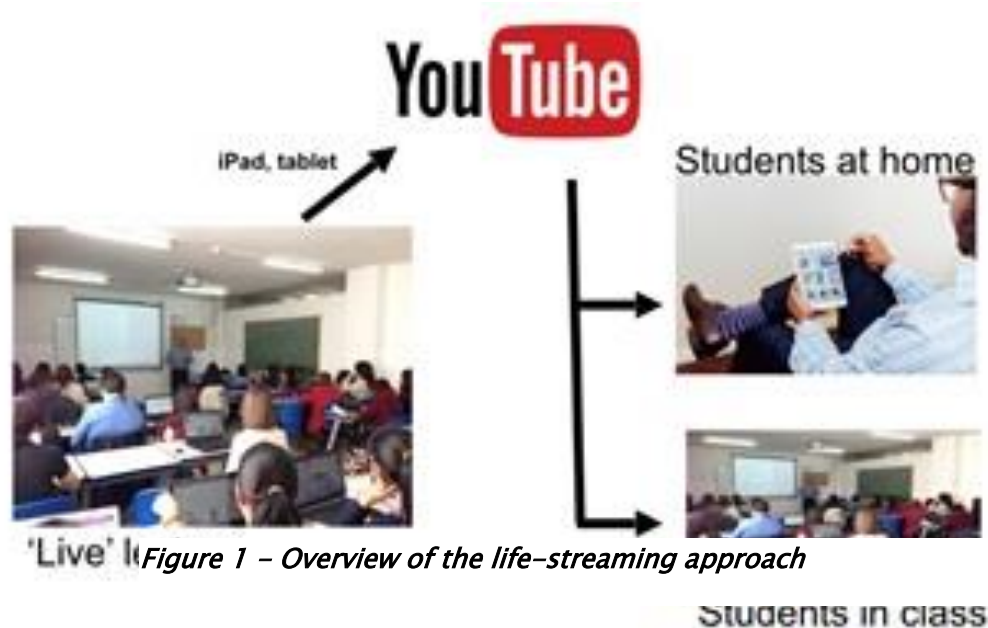 YouTube
iPad, tablet
Students at home
'Live'
Figure 1 – Overview of the life–streaming approach
Students in class